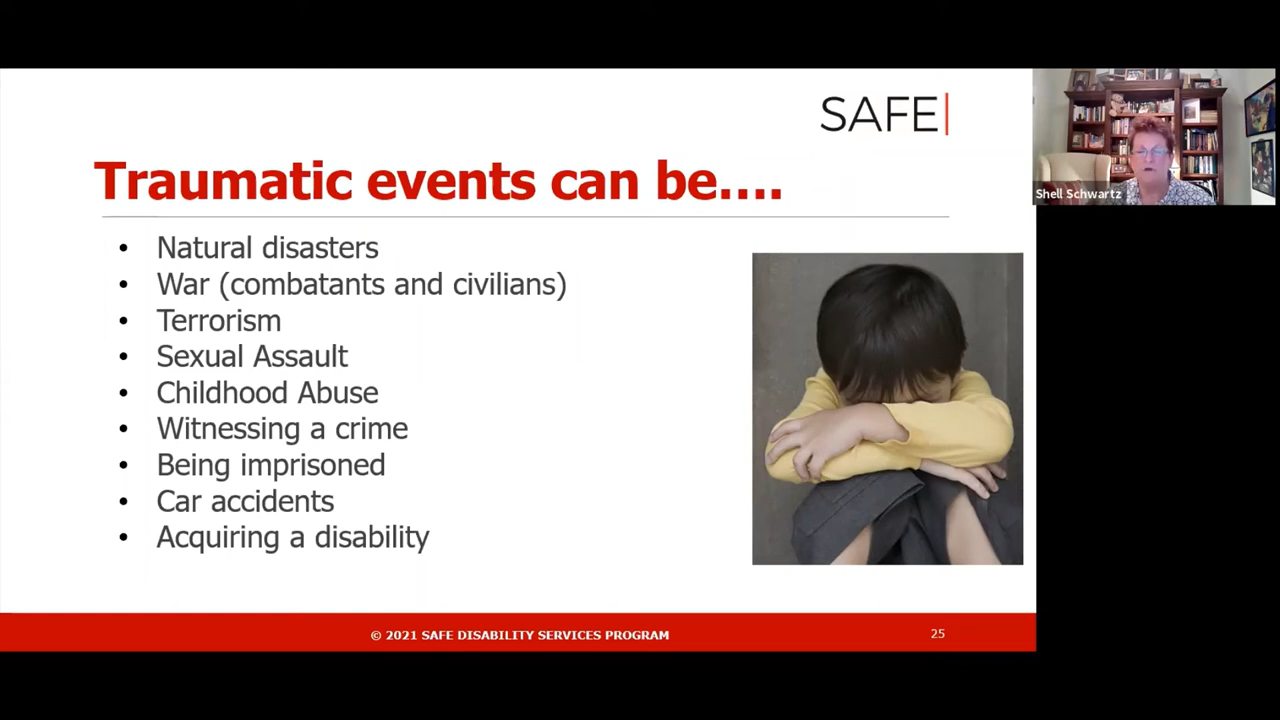 SAFE
Traumatic events can be….
• Natural disasters
• War (combatants and civilians)
• Terrorism
• Sexual Assault
• Childhood Abuse
• Witnessing a crime
• Being imprisoned
• Car accidents
• Acquiring a disability
© 2021 SAFE DISABILITY SERVICES PROGRAM
25
Shell Schwartz